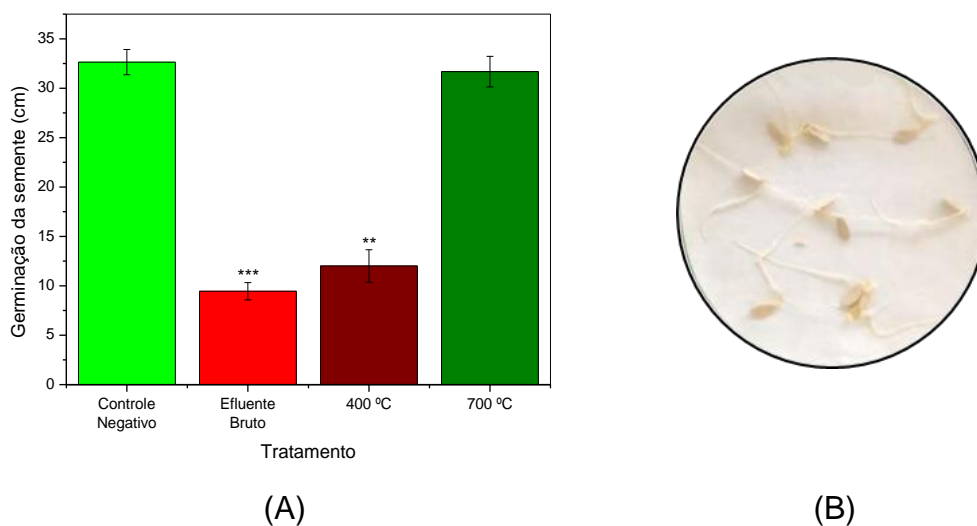 Germinação da semente (cm)
35
30
25
20
15
10
5
0
***
**
Controle
Negativo
Efluente
Bruto
400 ºC
700 ºC
Tratamento
(A)
(B)